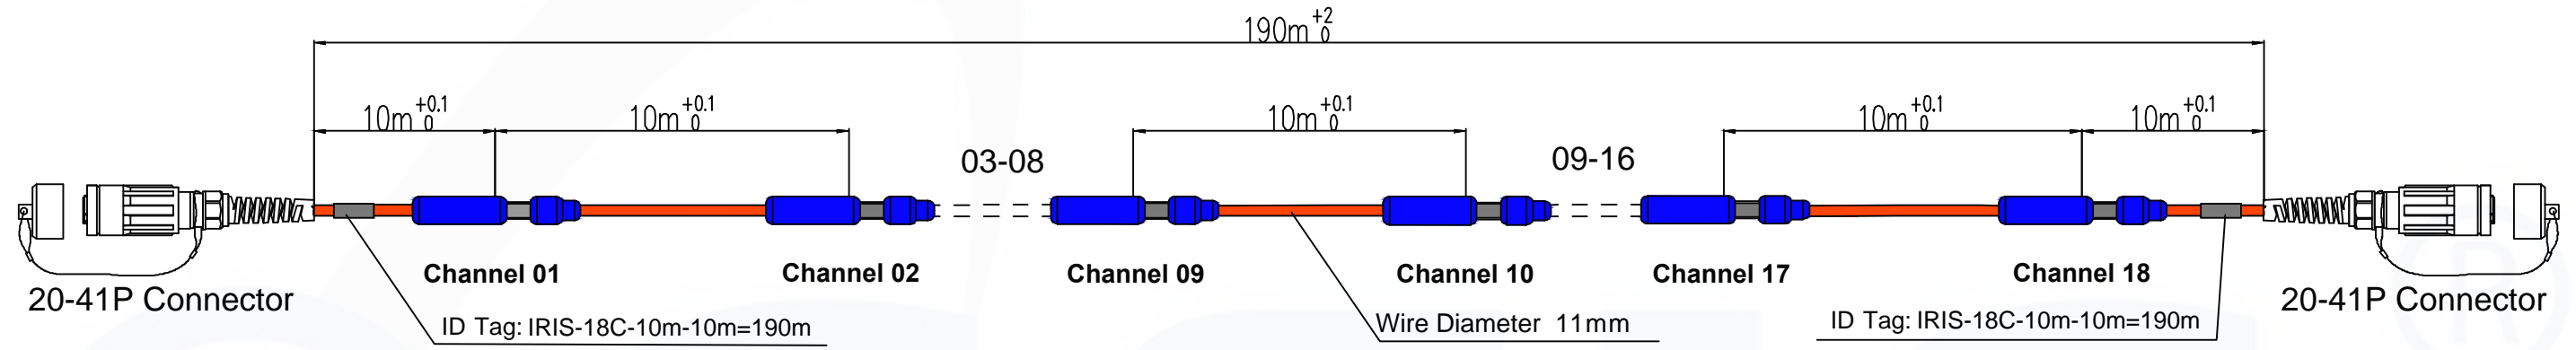 190m +2 0
10m +0.1 0
10m +0.1 0
10m +0.1 0
10m +0.1 0
10m +0.1 0
03-08
09-16
Channel 01
Channel 02
Channel 09
Channel 10
Channel 17
Channel 18
20-41P Connector
20-41P Connector
ID Tag: IRIS-18C-10m-10m=190m
Wire Diameter 11mm
ID Tag: IRIS-18C-10m-10m=190m